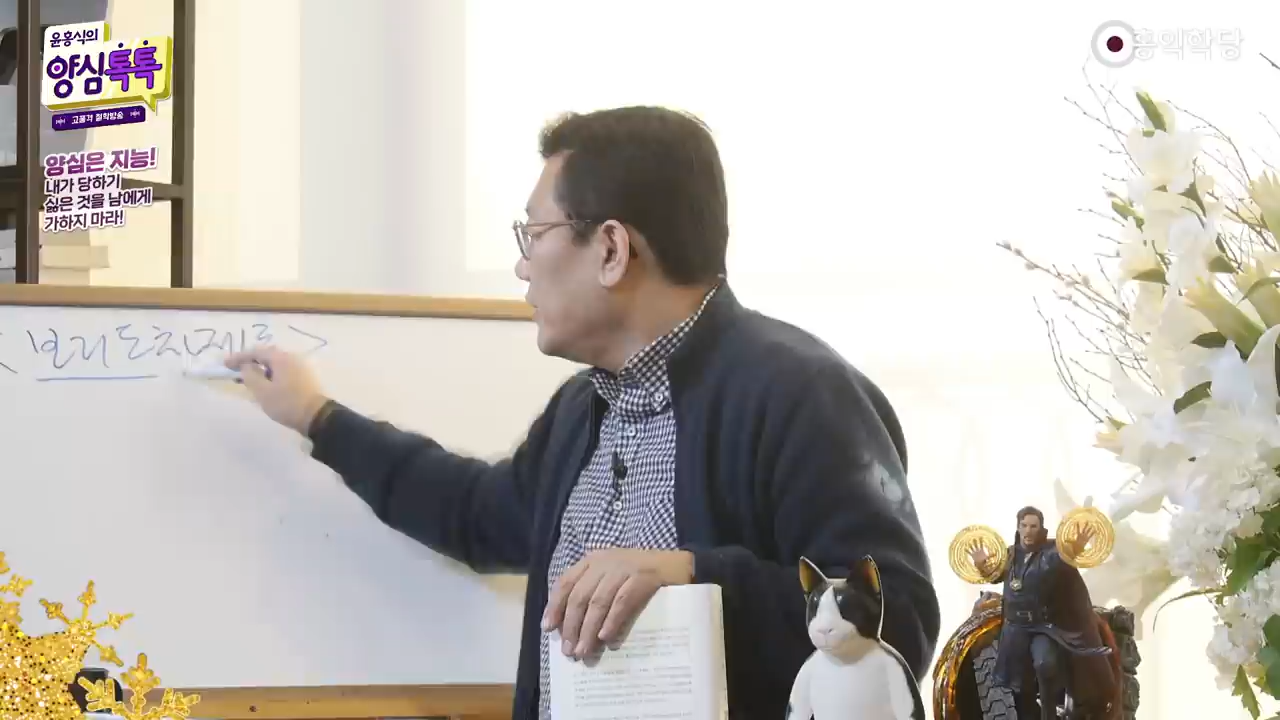 윤홍식의
양심톡톡
고품격 철학방송
양심은 지능!
내가 당하기
싫은 것을 남에게
가하지 마라!
홍익학당
<보리도차제론>